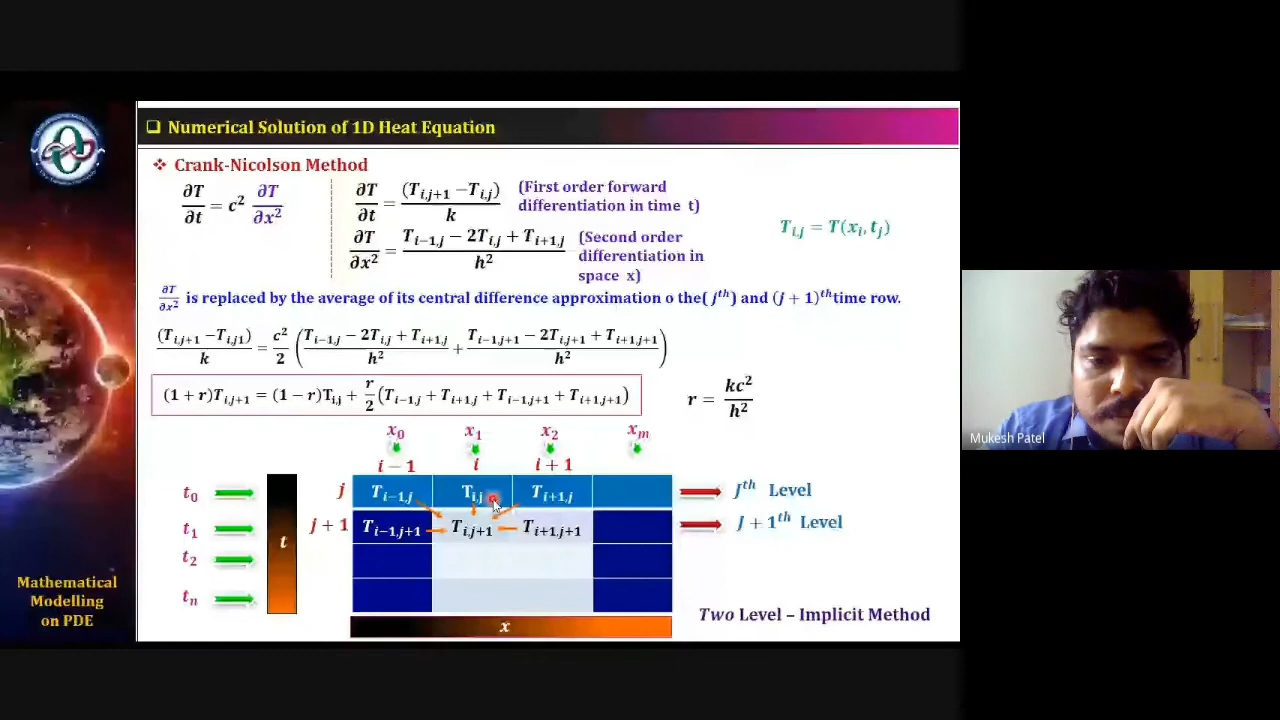 ❑ Numerical Solution of 1D Heat Equation
❖ Crank-Nicolson Method
∂T/∂t = c² ∂T/∂x²
∂T/∂t = (T_{i,j+1} − T_{i,j})/k
(First order forward
differentiation in time t)
∂T/∂x² = (T_{i−1,j} − 2T_{i,j} + T_{i+1,j})/h²
(Second order
differentiation in
space x)
T_{i,j} = T(x_i, t_j)
∂T/∂x² is replaced by the average of its central difference approximation o the( j^{th}) and (j + 1)^{th}time row.
(T_{i,j+1} − T_{i,j1})/k = c²/2 ((T_{i−1,j} − 2T_{i,j} + T_{i+1,j})/h² + (T_{i−1,j+1} − 2T_{i,j+1} + T_{i+1,j+1})/h²)
(1 + r)T_{i,j+1} = (1 − r)T_{i,j} + r/2 (T_{i−1,j} + T_{i+1,j} + T_{i−1,j+1} + T_{i+1,j+1})
r = kc²/h²
x_0 x_1 x_2 x_m
i − 1 i i + 1
t_0 j T_{i−1,j} T_{i,j} T_{i+1,j} J^{th} Level
t_1 j + 1 T_{i−1,j+1} T_{i,j+1} T_{i+1,j+1} J + 1^{th} Level
t
t_2
t_n
x
Two Level – Implicit Method
Mathematical
Modelling
on PDE
Mukesh Patel